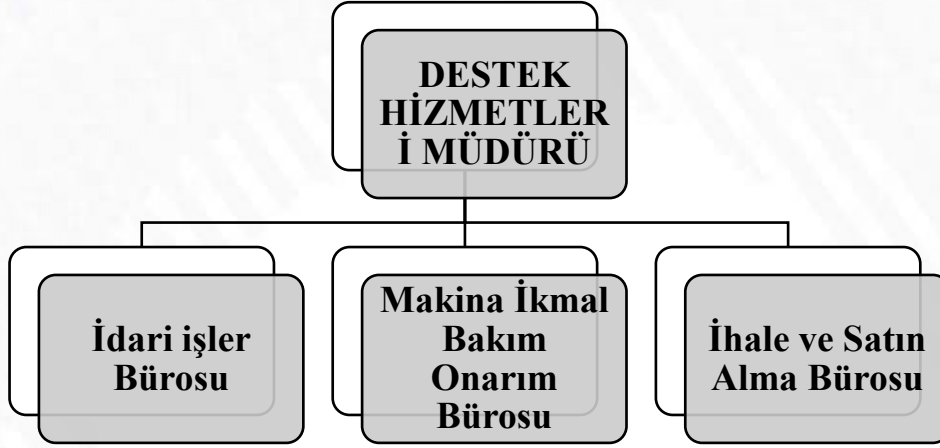 DESTEK
HİZMETLER
İ MÜDÜRÜ
İdari işler
Bürosu
Makina İkmal
Bakım
Onarım
Bürosu
İhale ve Satın
Alma Bürosu